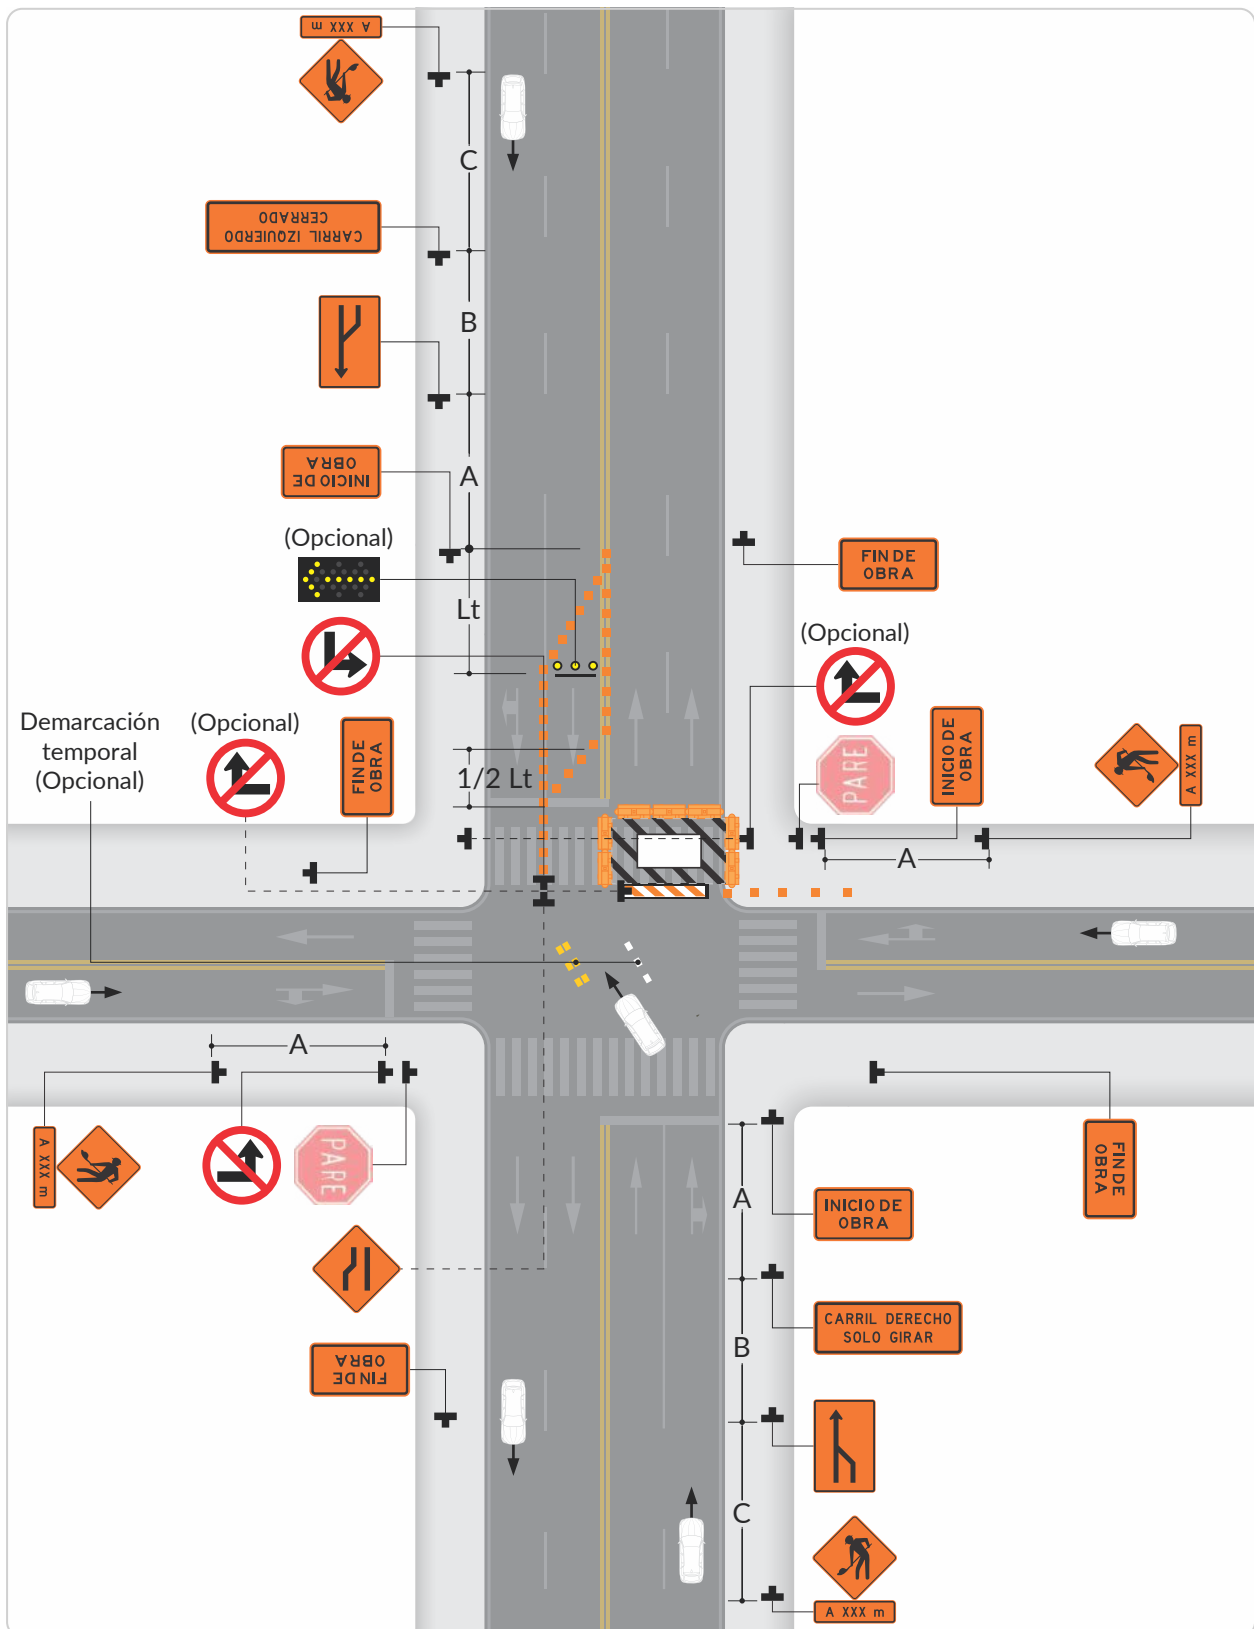 A XXX m
C
CARRIL IZQUIERDO
CERRADO
B
A
INICIO DE
OBRA
(Opcional)
Lt
FIN DE
OBRA
(Opcional)
Demarcación
temporal
(Opcional)
(Opcional)
FIN DE
OBRA
1/2 Lt
PARE
INICIO DE
OBRA
A XXX m
A
A
A XXX m
PARE
FIN DE
OBRA
A
INICIO DE
OBRA
CARRIL DERECHO
SOLO GIRAR
B
FIN DE
OBRA
C
A XXX m